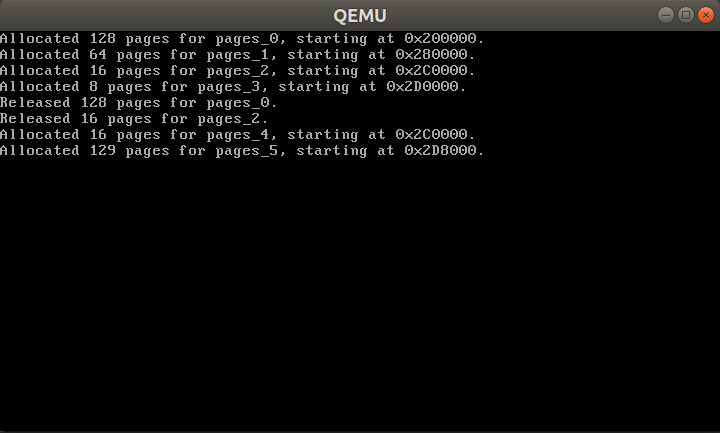 QEMU
Allocated 128 pages for pages_0, starting at 0x200000.
Allocated 64 pages for pages_1, starting at 0x280000.
Allocated 16 pages for pages_2, starting at 0x2C0000.
Allocated 8 pages for pages_3, starting at 0x2D0000.
Released 128 pages for pages_0.
Released 16 pages for pages_2.
Allocated 16 pages for pages_4, starting at 0x2C0000.
Allocated 129 pages for pages_5, starting at 0x2D8000.